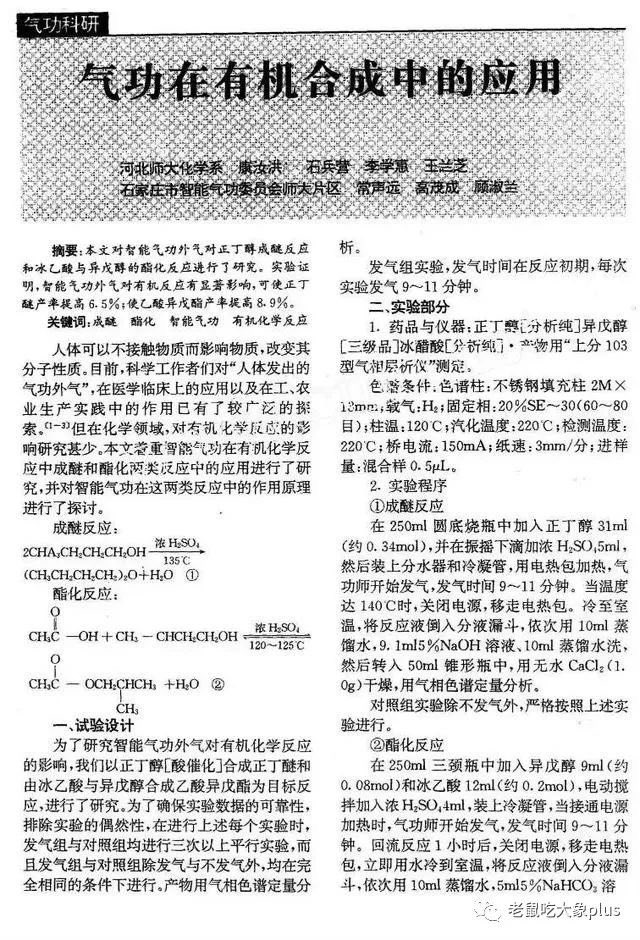 气功科研
气功在有机合成中的应用
河北师大化学系 康汝洪 石兵营 李学惠 王兰芝
石家庄市智能气功委员会师大片区 常声远 高茂成 顾淑兰
摘要:本文对智能气功外气对正丁醇成醚反应
和冰乙酸与异戊醇的酯化反应进行了研究。实验证
明,智能气功外气对有机反应有显著影响,可使正丁
醚产率提高6.5%;使乙酸异戊酯产率提高8.9%。
关键词:成醚 酯化 智能气功 有机化学反应
人体可以不接触物质而影响物质,改变其
分子性质。目前,科学工作者们对“人体发出的
气功外气”,在医学临床上的应用以及在工、农
业生产实践中的作用已有了较广泛的探
索。〔1~3〕但在化学领域,对有机化学反应的影
响研究甚少。本文着重智能气功在有机化学反
应中成醚和酯化两类反应中的应用进行了研
究,并对智能气功在这两类反应中的作用原理
进行了探讨。
成醚反应:
浓 H₂SO₄
2CHA₃CH₂CH₂CH₂OH
135℃
(CH₃CH₂CH₂CH₂)₂O+H₂O ①
酯化反应:
O
浓 H₂SO₄
CH₃C —OH + CH₃ — CHCH₂CH₂OH
120~125℃
O
CH₃C — OCH₂CHCH₃ +H₂O ②
CH₃
一、试验设计
为了研究智能气功外气对有机化学反应
的影响,我们以正丁醇[酸催化]合成正丁醚和
由冰乙酸与异戊醇合成乙酸异戊酯为目标反
应,进行了研究。为了确保实验数据的可靠性,
排除实验的偶然性,在进行上述每个实验时,
发气组与对照组均进行三次以上平行实验,而
且发气组与对照组除发气与不发气外,均在完
全相同的条件下进行。产物用气相色谱定量分
析。
发气组实验,发气时间在反应初期,每次
实验发气9~11分钟。
二、实验部分
1. 药品与仪器:正丁醇[分析纯]异戊醇
[三级品]冰醋酸[分析纯]·产物用“上分103
型气相层析仪”测定。
色谱条件:色谱柱:不锈钢填充柱 2M×
13mm;载气:H₂;固定相:20%SE~30(60~80
目);柱温:120℃;汽化温度:220℃;检测温度:
220℃;桥电流:150mA;纸速:3mm/分;进样
量:混合样0.5μL。
2. 实验程序
①成醚反应
在250ml圆底烧瓶中加入正丁醇31ml
(约0.34mol),并在振摇下滴加浓H₂SO₄5ml,
然后装上分水器和冷凝管,用电热包加热,气
功师开始发气,发气时间9~11分钟。当温度
达140℃时,关闭电源,移走电热包。冷至室
温,将反应液倒入分液漏斗,依次用10ml蒸
馏水,9.1ml5%NaOH溶液、10ml蒸馏水洗,
然后转入50ml锥形瓶中,用无水CaCl₂(1.
0g)干燥,用气相色谱定量分析。
对照组实验除不发气外,严格按照上述实
验进行。
②酯化反应
在250ml三颈瓶中加入异戊醇9ml(约
0.08mol)和冰乙酸12ml(约0.2mol),电动搅
拌加入浓H₂SO₄4ml,装上冷凝管,当接通电源
加热时,气功师开始发气,发气时间9~11分
钟。回流反应1小时后,关闭电源,移走电热
包,立即用水冷到室温,将反应液倒入分液漏
斗,依次用10ml蒸馏水,5ml5%NaHCO₃溶
老鼠吃大象plus